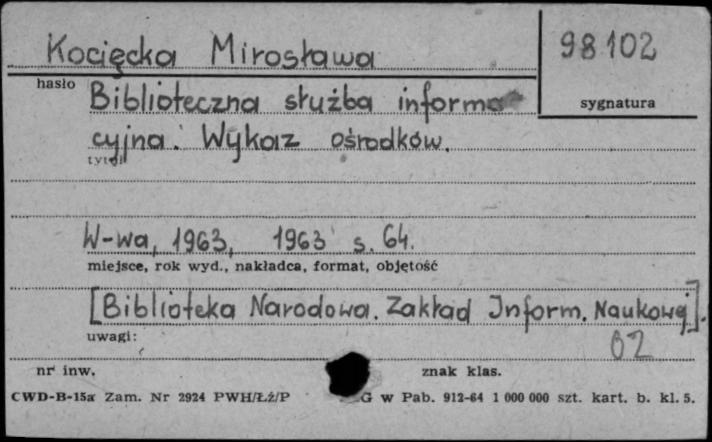 Kocięcka Mirosława
98102
hasło
sygnatura
Biblioteczna służba informa
cyjna. Wykaz ośrodków.
tytuł
W-wa, 1963, 1963 s. 64.
miejsce, rok wyd., nakładca, format, objętość
[Biblioteka Narodowa. Zakład Inform. Naukowej].
uwagi:
02
nr inw.
znak klas.
CWD-B-15a Zam. Nr 2924 PWH/Łż/P
G w Pab. 912-64 1 000 000 szt. kart. b. kl. 5.